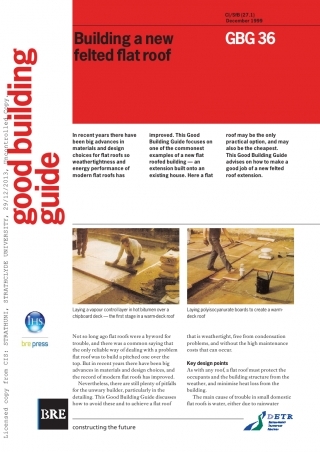 CI/SfB (27.1)
December 1999
Building a new
felted flat roof
GBG 36
good building
guide
In recent years there have
been big advances in
materials and design
choices for flat roofs so
weathertightness and
energy performance of
modern flat roofs has
improved. This Good
Building Guide focuses on
one of the commonest
examples of a new flat
roofed building — an
extension built onto an
existing house. Here a flat
roof may be the only
practical option, and may
also be the cheapest.
This Good Building Guide
advises on how to make a
good job of a new felted
roof extension.
Laying a vapour control layer in hot bitumen over a
chipboard deck — the first stage in a warm-deck roof
Laying polyisocyanurate boards to create a warm
deck roof
Not so long ago flat roofs were a byword for
trouble, and there was a common saying that
the only reliable way of dealing with a problem
flat roof was to build a pitched one over the
top. But in recent years there have been big
advances in materials and design choices, and
the record of modern flat roofs has improved.
Nevertheless, there are still plenty of pitfalls
for the unwary builder, particularly in the
detailing. This Good Building Guide discusses
how to avoid these and to achieve a flat roof
that is weathertight, free from condensation
problems, and without the high maintenance
costs that can occur.
Key design points
As with any roof, a flat roof must protect the
occupants and the building structure from the
weather, and minimise heat loss from the
building.
The main cause of trouble in small domestic
flat roofs is water, either due to rainwater
IHS
bre press
BRE
constructing the future
DETR
Licensed copy from CIS: STRATHUNI, STRATHCLYDE UNIVERSITY, 29/12/2013, Uncontrolled Copy.